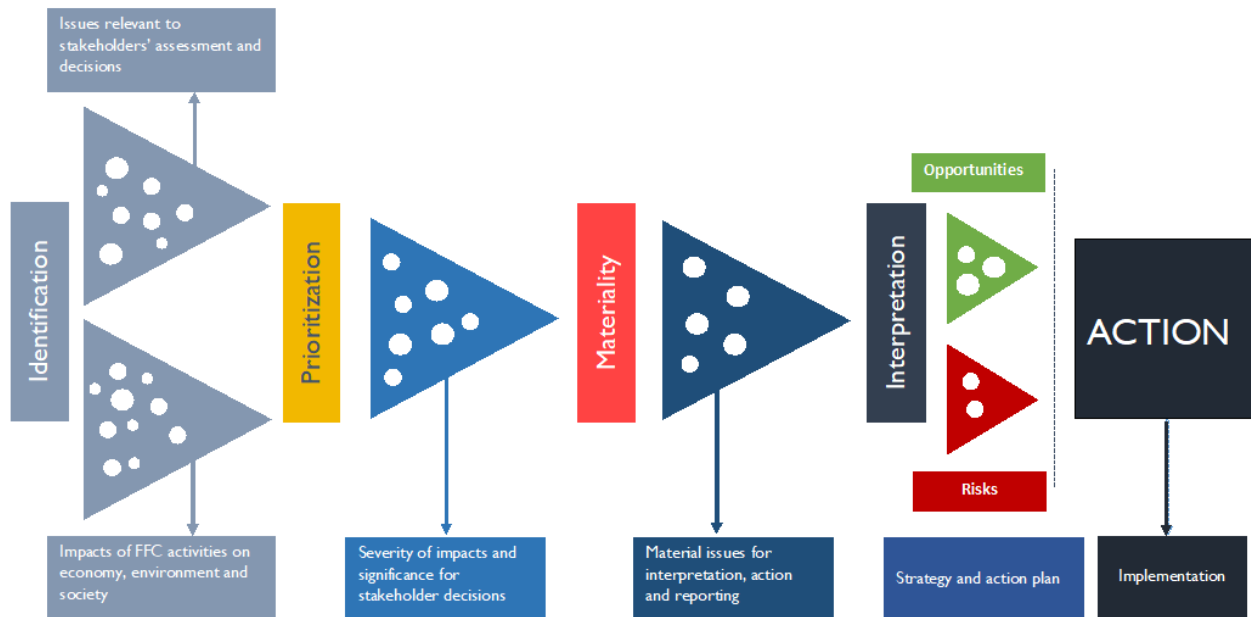 Issues relevant to
stakeholders' assessment and
decisions
Identification
Impacts of FFC activities on
economy, environment and
society
Prioritization
Severity of impacts and
significance for
stakeholder decisions
Materiality
Material issues for
interpretation, action
and reporting
Interpretation
Opportunities
Risks
Strategy and action plan
ACTION
Implementation